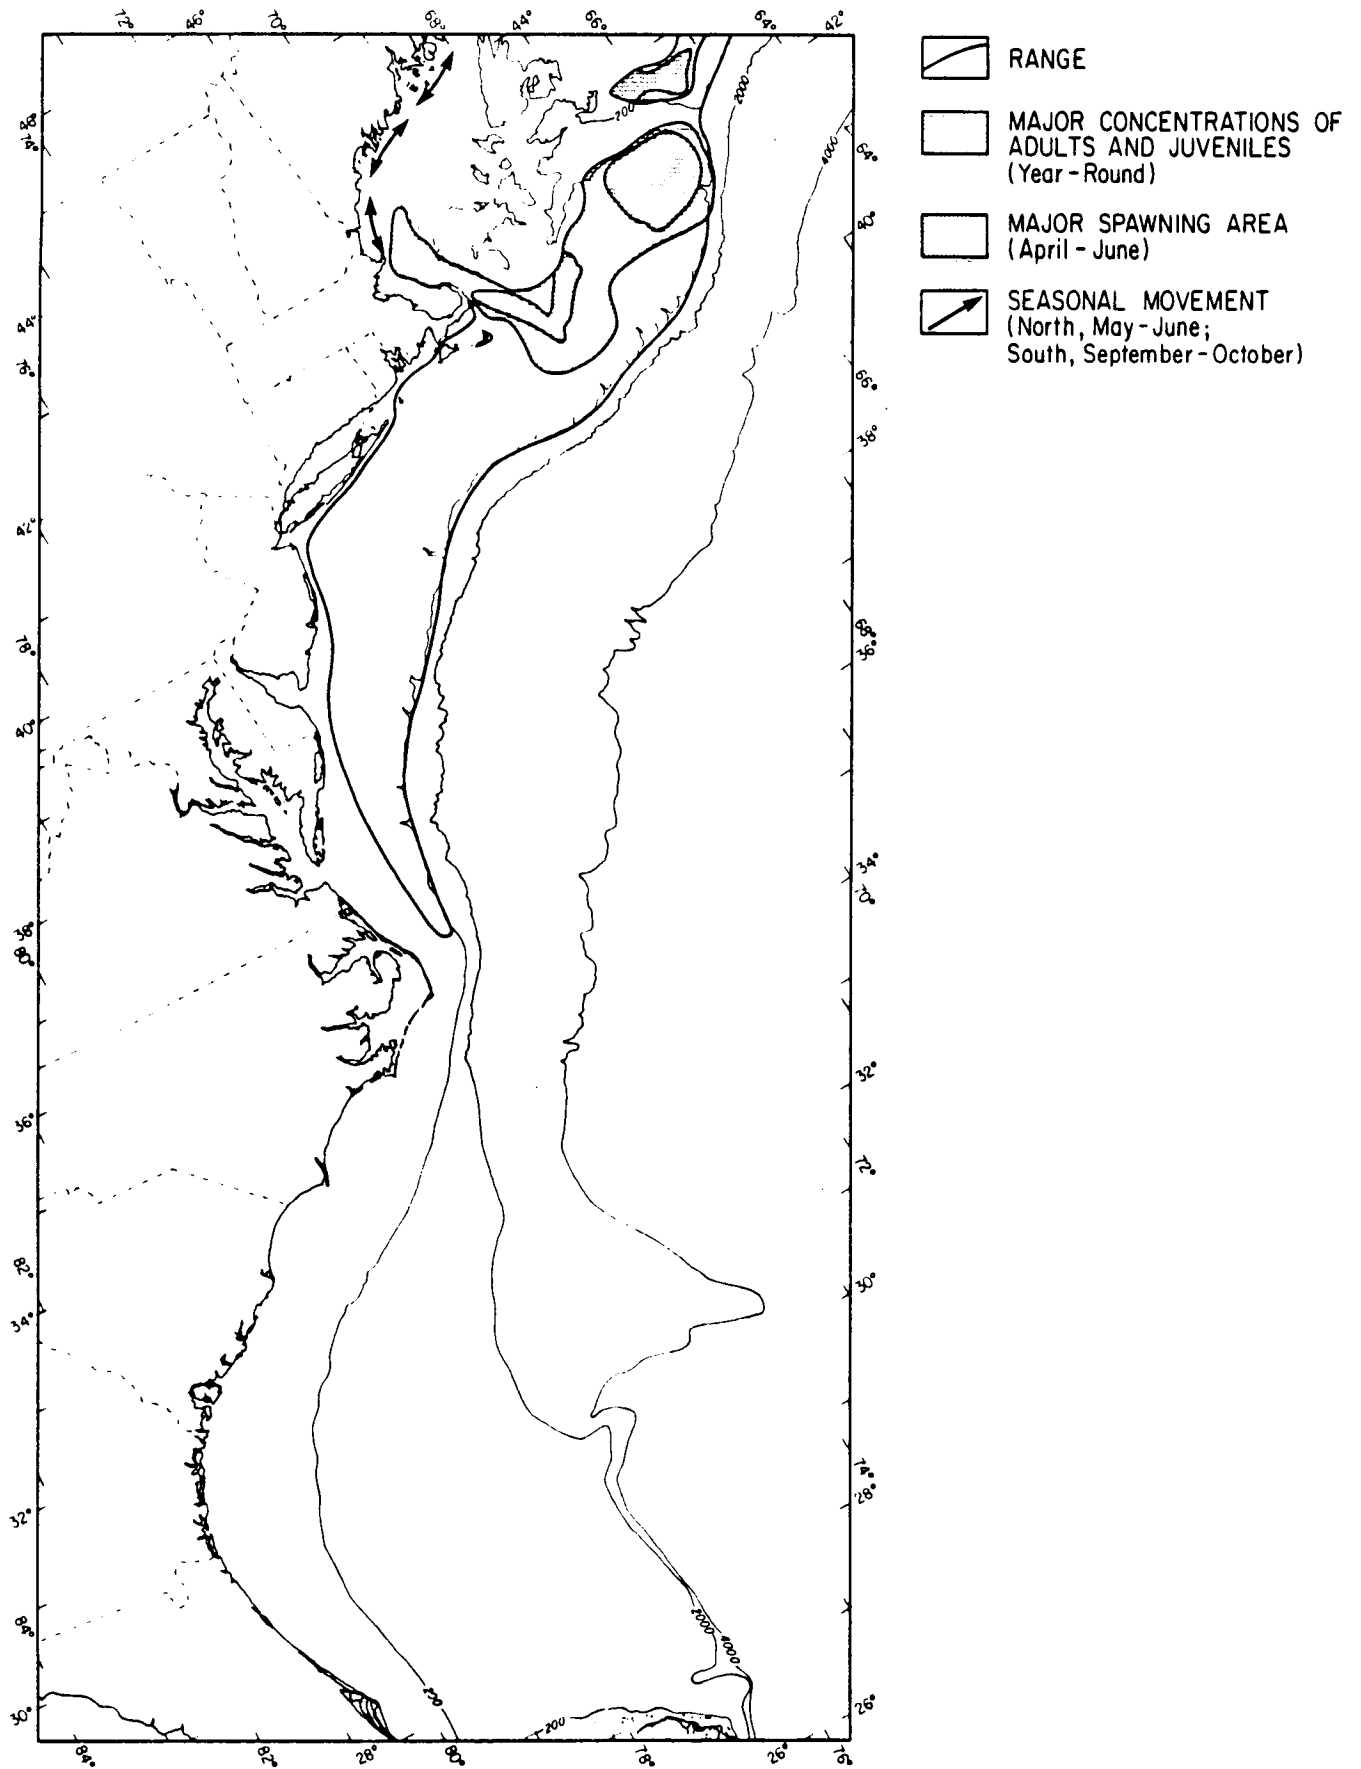 72° 46° 70° 68° 44° 66° 64° 42°
RANGE
MAJOR CONCENTRATIONS OF
ADULTS AND JUVENILES
(Year-Round)
MAJOR SPAWNING AREA
(April-June)
SEASONAL MOVEMENT
(North, May-June;
South, September-October)
2000
200
4000
64°
40°
44°
66°
38°
42°
78°
36°
40°
34°
38°
80°
32°
36°
72°
82°
30°
34°
74°
28°
32°
84°
2000
4000
200
200
30°
26°
84° 82° 28° 80° 78° 26° 76°